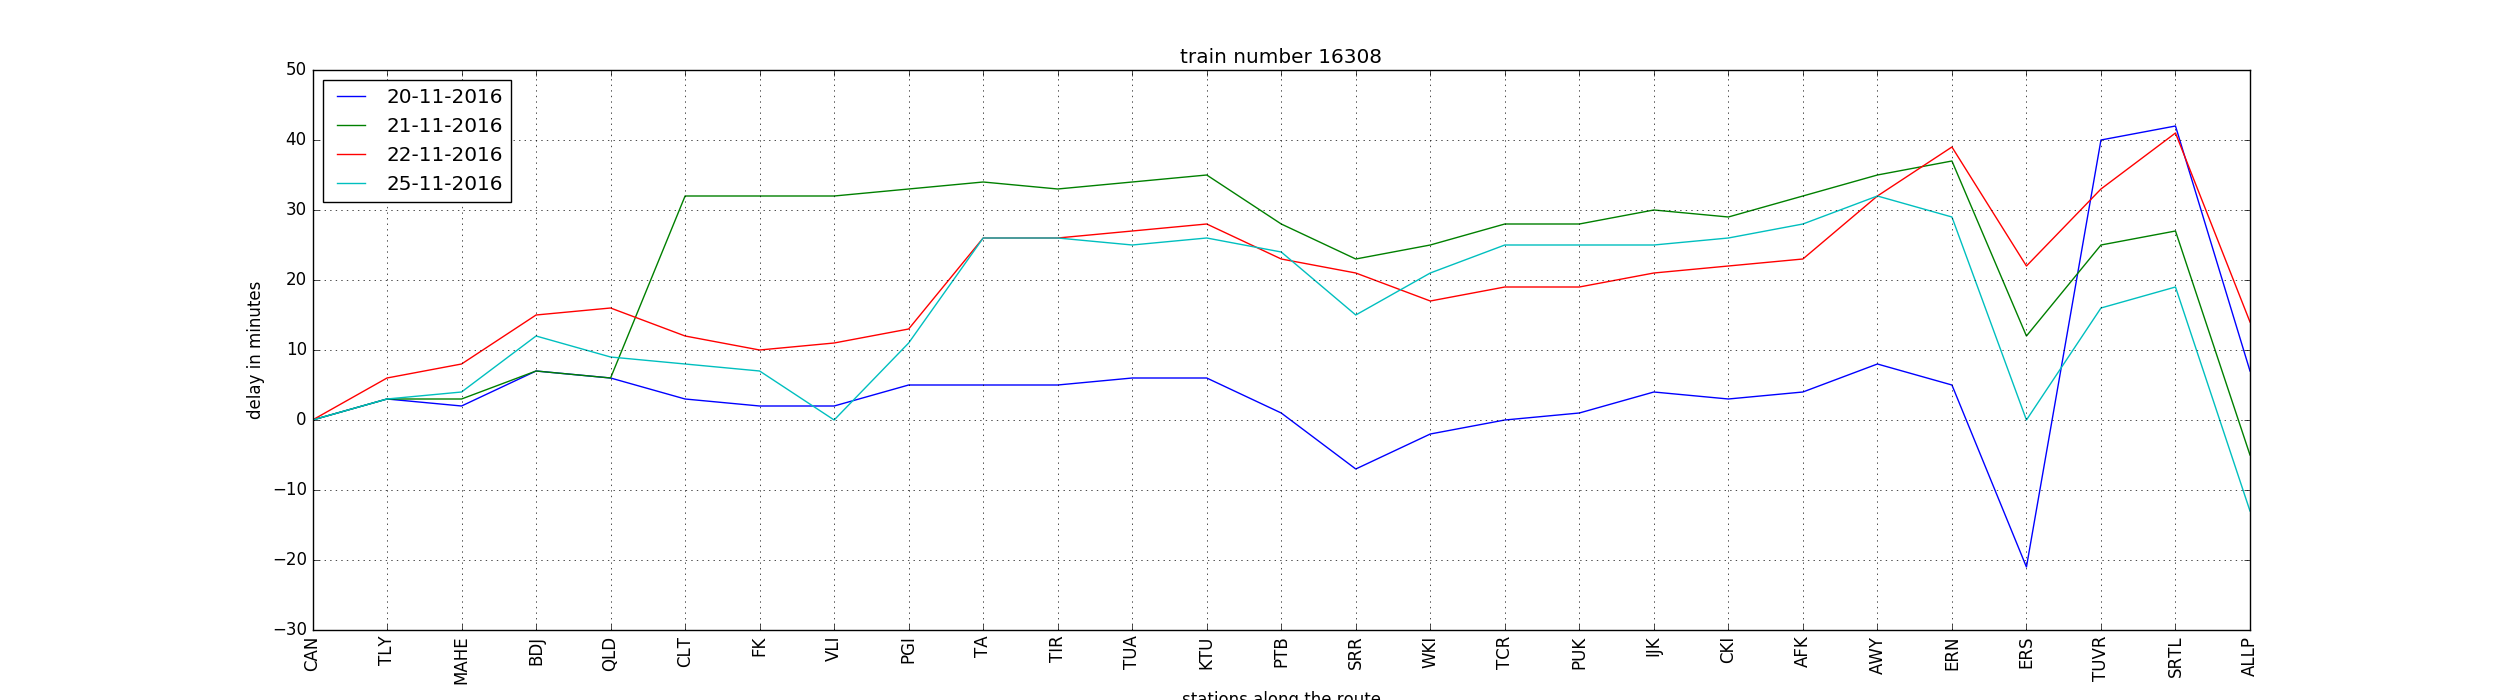 train number 16308
50
40
30
20
10
0
−10
−20
−30
delay in minutes
20-11-2016
21-11-2016
22-11-2016
25-11-2016
CAN
TLY
MAHE
BDJ
QLD
CLT
FK
VLI
PGI
TA
TIR
TUA
KTU
PTB
SRR
WKI
TCR
PUK
IJK
CKI
AFK
AWY
ERN
ERS
TUVR
SRTL
ALLP
stations along the route